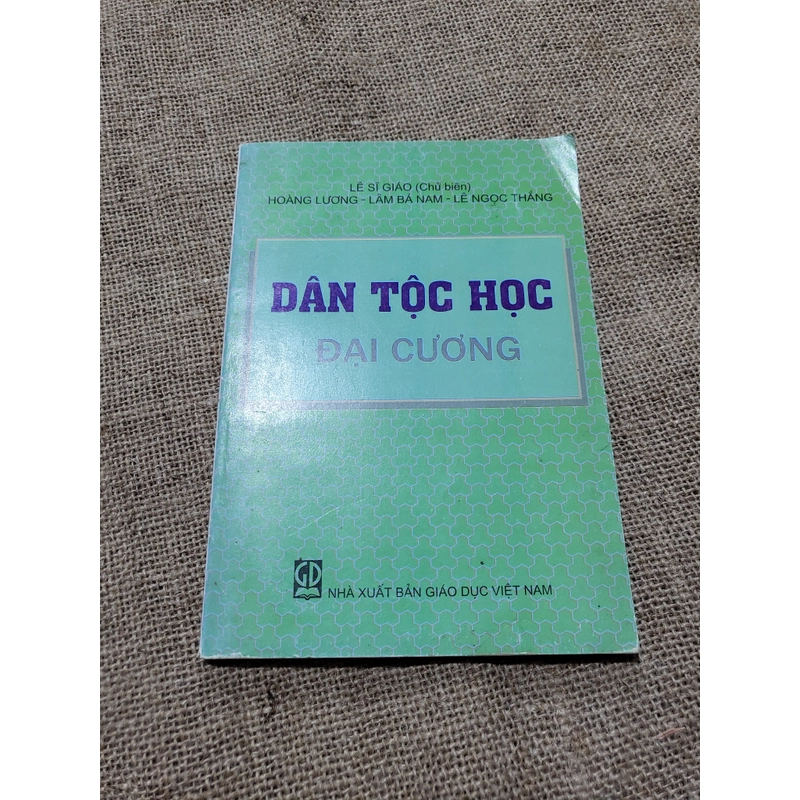 LÊ SĨ GIÁO (Chủ biên)
HOÀNG LƯƠNG - LÂM BÁ NAM - LÊ NGỌC THẮNG
DÂN TỘC HỌC
ĐẠI CƯƠNG
GD
NHÀ XUẤT BẢN GIÁO DỤC VIỆT NAM